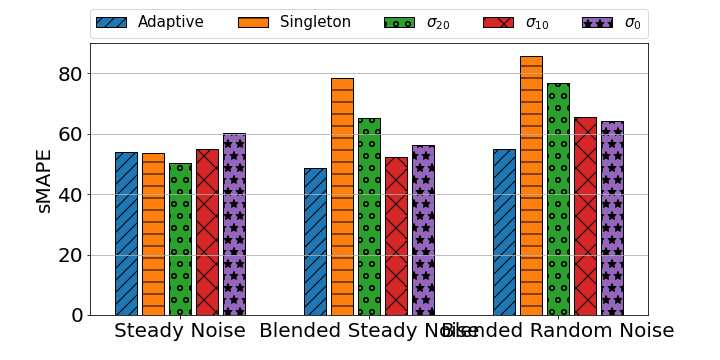 Adaptive Singleton σ20 σ10 σ0
sMAPE
80
60
40
20
0
Steady Noise Blended Steady Noise Blended Random Noise